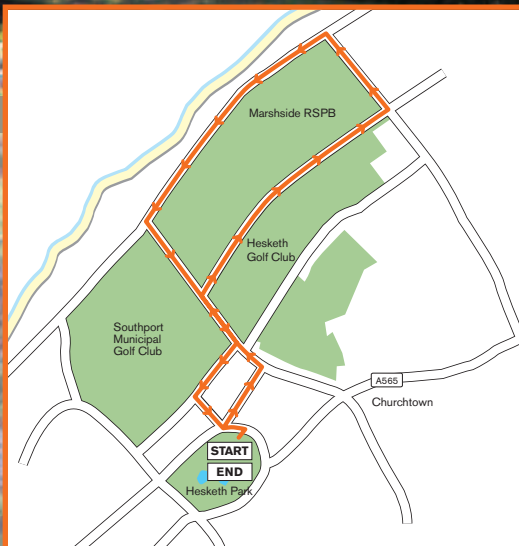 Marshside RSPB
Hesketh
Golf Club
Southport
Municipal
Golf Club
A565
Churchtown
START
END
Hesketh Park